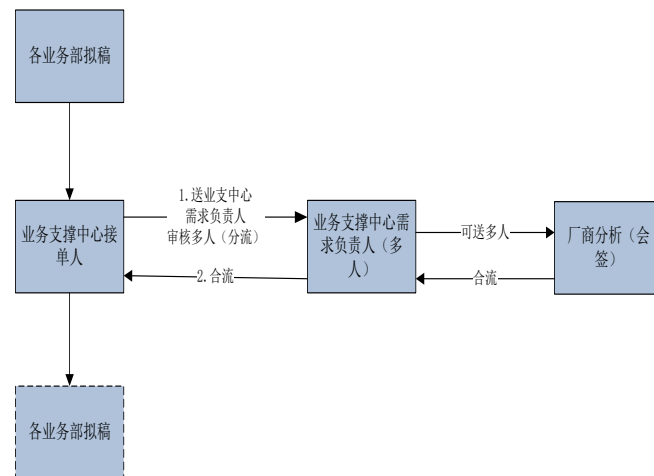 各业务部拟稿
1.送业支中心
需求负责人
审核多人（分流）
业务支撑中心接
单人
业务支撑中心需
求负责人（多
人）
可送多人
厂商分析（会
签）
2.合流
合流
各业务部拟稿